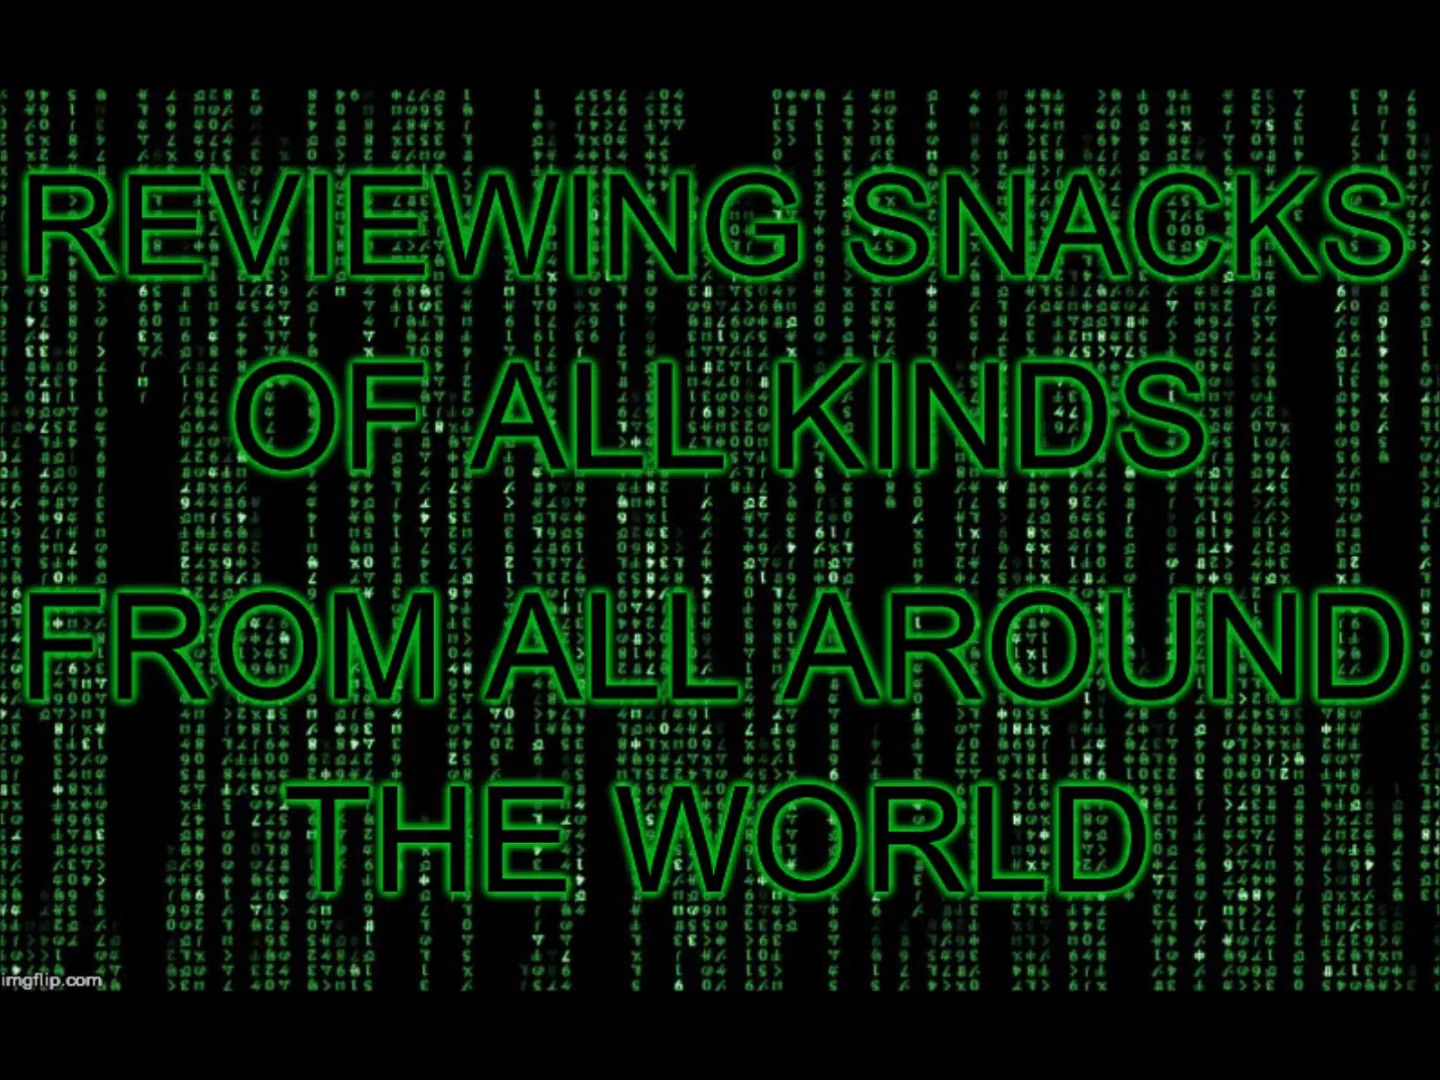 REVIEWING SNACKS
OF ALL KINDS
FROM ALL AROUND
THE WORLD
imgflip.com